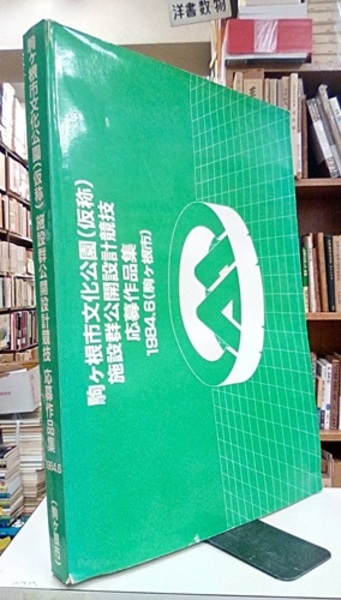 洋書数物
駒ヶ根市文化公園(仮称)
施設群公開設計競技
応募作品集
1984.6(駒ヶ根市)
駒ヶ根市文化公園(仮称)施設群公開設計競技 応募作品集 1984.6 (駒ヶ根市)